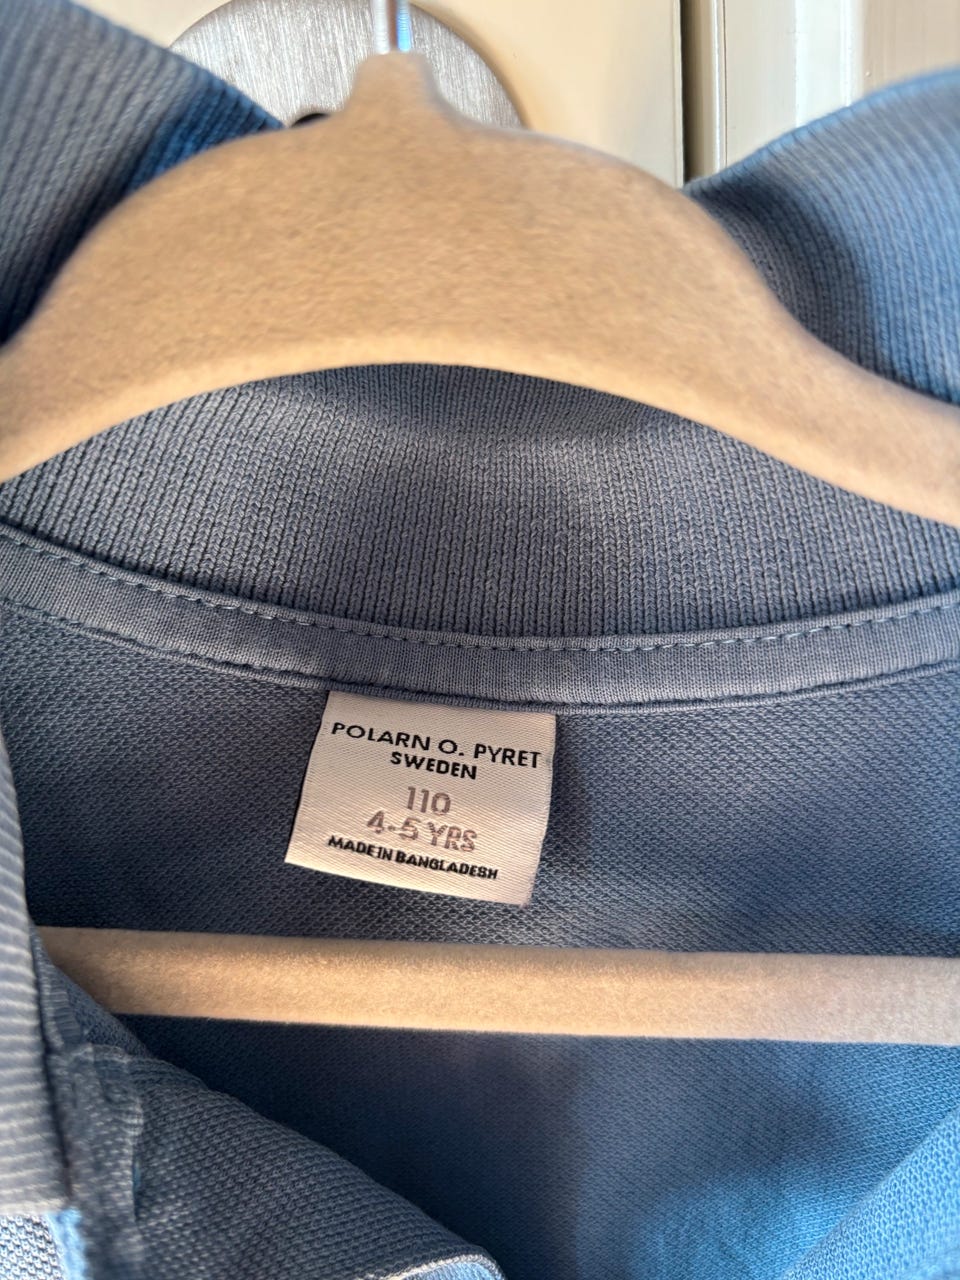 POLARN O. PYRET
SWEDEN
110
4-5 YRS
MADE IN BANGLADESH